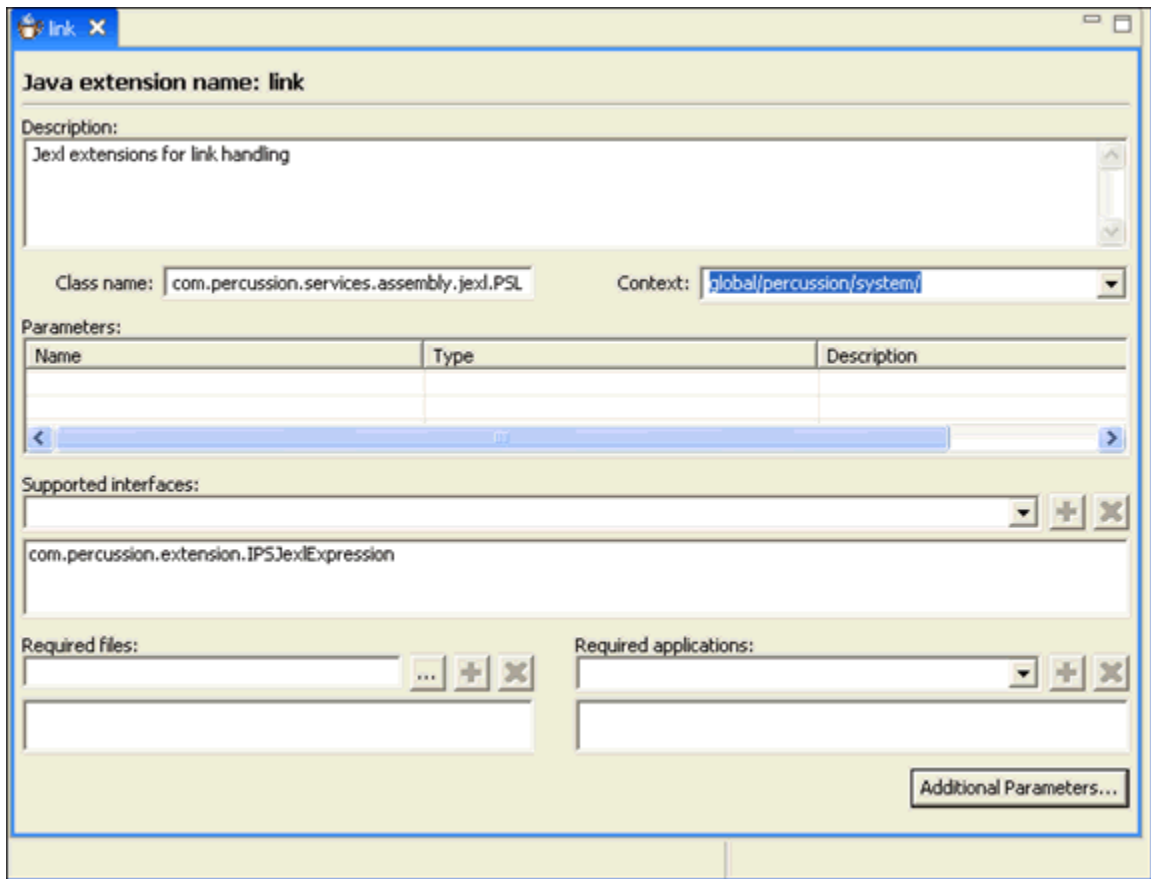 link
Java extension name: link
Description:
Jexl extensions for link handling
Class name: com.percussion.services.assembly.jexl.PSL Context: global/percussion/system/
Parameters:
Name Type Description
Supported interfaces:
com.percussion.extension.IPSJexlExpression
Required files: Required applications:
...
Additional Parameters...